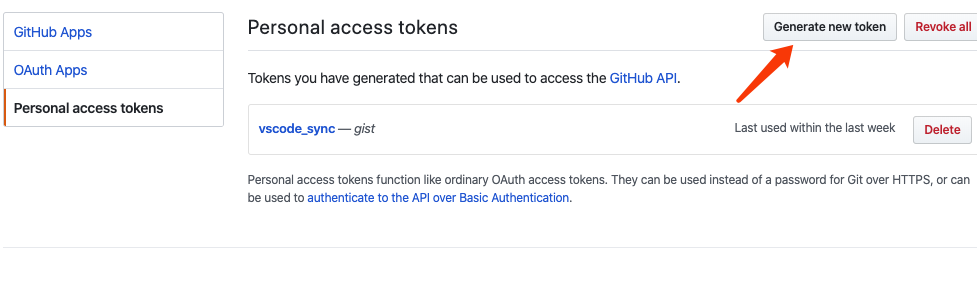 GitHub Apps
OAuth Apps
Personal access tokens
Personal access tokens
Generate new token
Revoke all
Tokens you have generated that can be used to access the GitHub API.
vscode_sync — gist
Last used within the last week
Delete
Personal access tokens function like ordinary OAuth access tokens. They can be used instead of a password for Git over HTTPS, or can
be used to authenticate to the API over Basic Authentication.